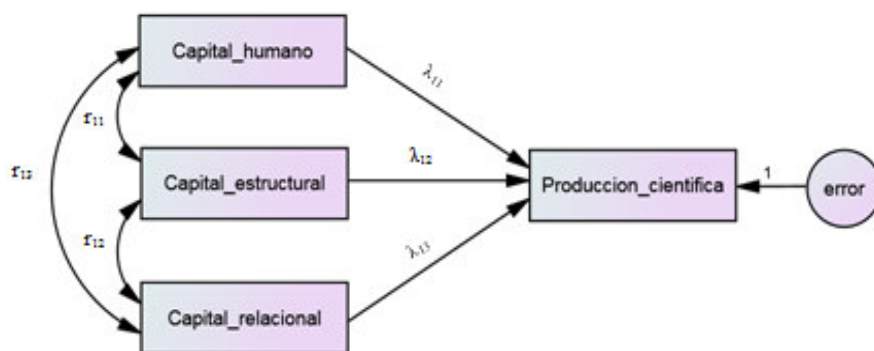 Capital_humano
λ₁₁
r₁₁
λ₁₂
r₁₃
Capital_estructural
Produccion_cientifica
1
error
r₁₂
λ₁₃
Capital_relacional